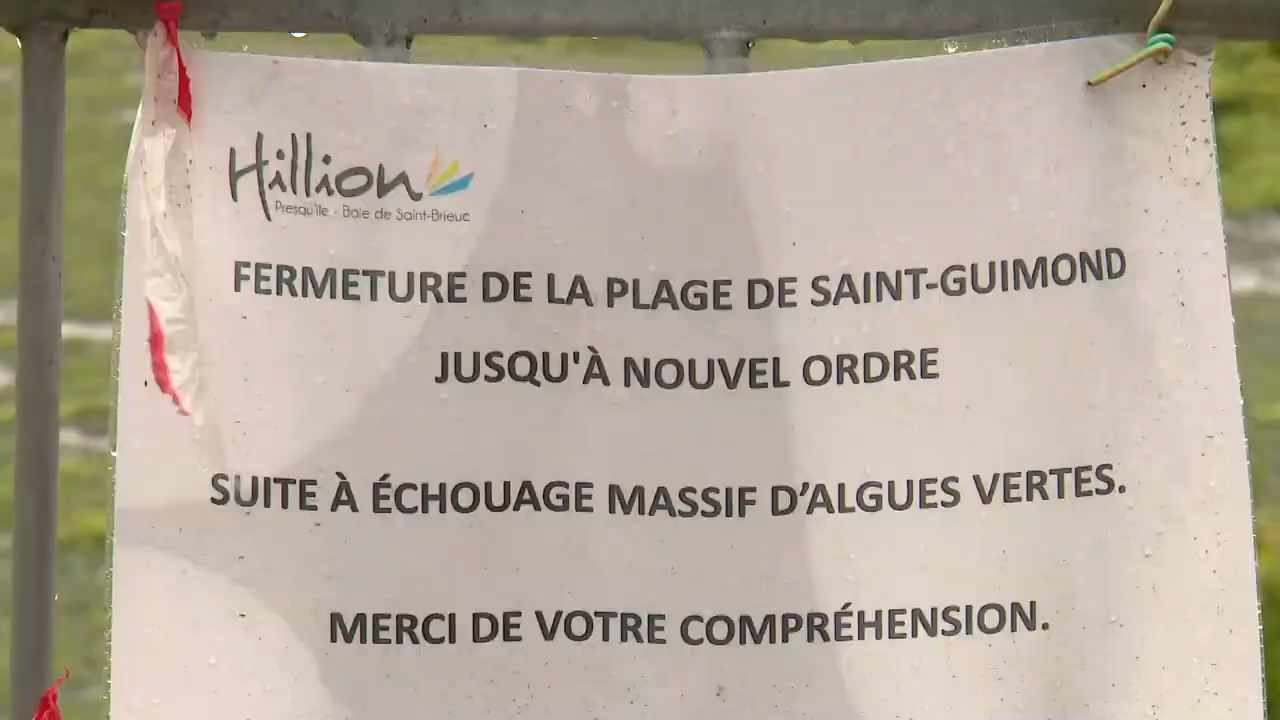 Hillion
Presqu'île - Baie de Saint-Brieuc
FERMETURE DE LA PLAGE DE SAINT-GUIMOND
JUSQU'À NOUVEL ORDRE
SUITE À ÉCHOUAGE MASSIF D’ALGUES VERTES.
MERCI DE VOTRE COMPRÉHENSION.